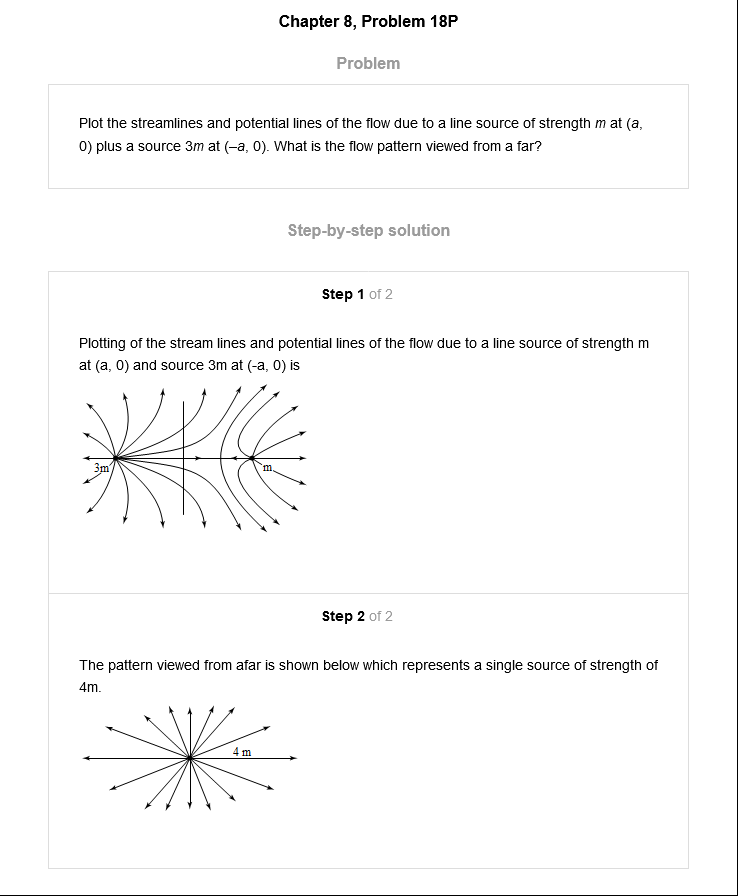 Chapter 8, Problem 18P
Problem
Plot the streamlines and potential lines of the flow due to a line source of strength m at (a,
0) plus a source 3m at (–a, 0). What is the flow pattern viewed from a far?
Step-by-step solution
Step 1 of 2
Plotting of the stream lines and potential lines of the flow due to a line source of strength m
at (a, 0) and source 3m at (-a, 0) is
3m
m
Step 2 of 2
The pattern viewed from afar is shown below which represents a single source of strength of
4m.
4 m